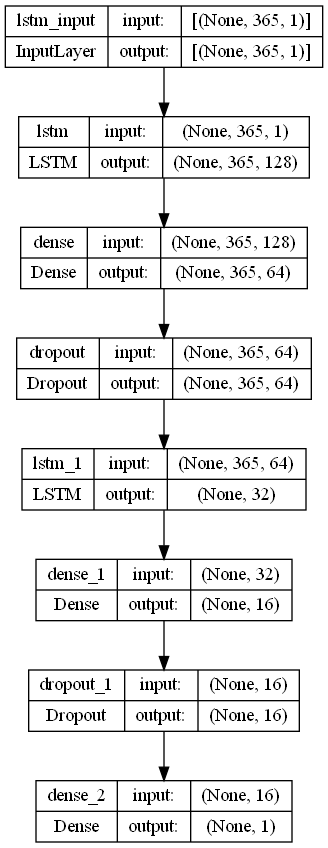 lstm_input input: [(None, 365, 1)]
InputLayer output: [(None, 365, 1)]
lstm input: (None, 365, 1)
LSTM output: (None, 365, 128)
dense input: (None, 365, 128)
Dense output: (None, 365, 64)
dropout input: (None, 365, 64)
Dropout output: (None, 365, 64)
lstm_1 input: (None, 365, 64)
LSTM output: (None, 32)
dense_1 input: (None, 32)
Dense output: (None, 16)
dropout_1 input: (None, 16)
Dropout output: (None, 16)
dense_2 input: (None, 16)
Dense output: (None, 1)